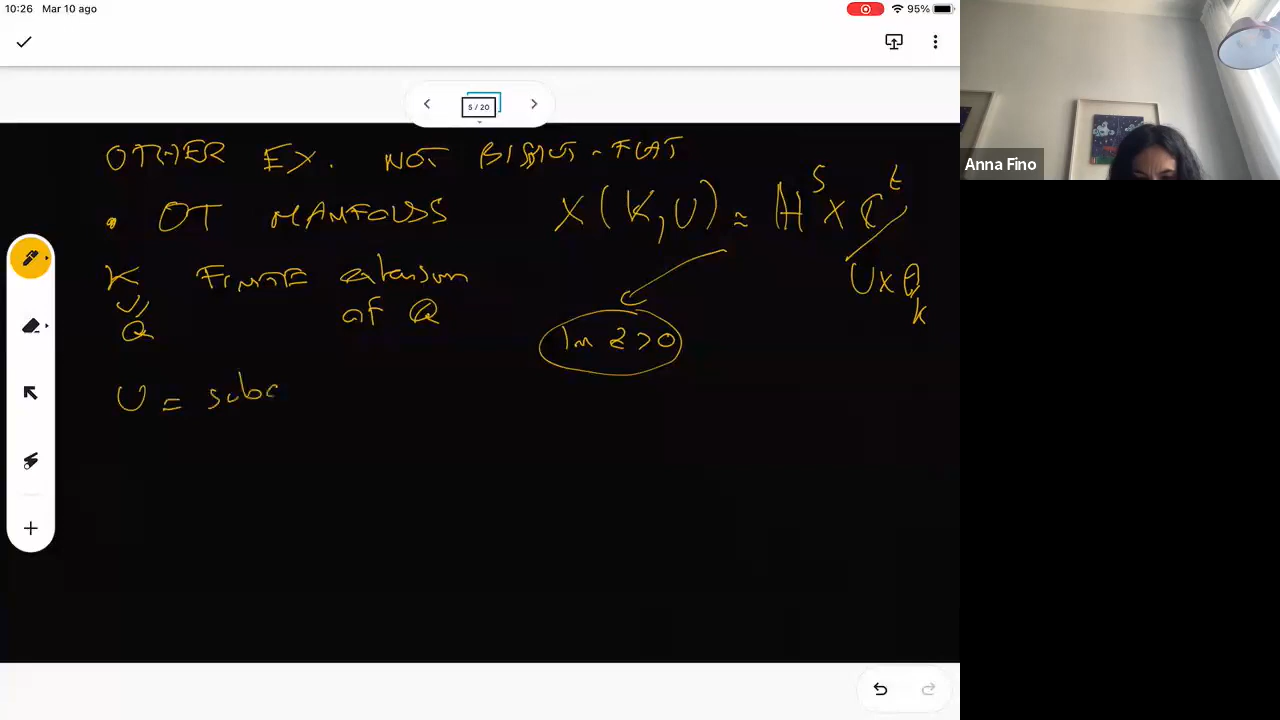 10:26 Mar 10 ago
95%
5 / 20
Anna Fino
OTHER EX. NOT BISMUT-FLAT
• OT MANIFOLDS X(K,U) ≈ H^s × C^t / U × O_K
K FINITE extension
∪ of Q
Q
Im z > 0
U = subc